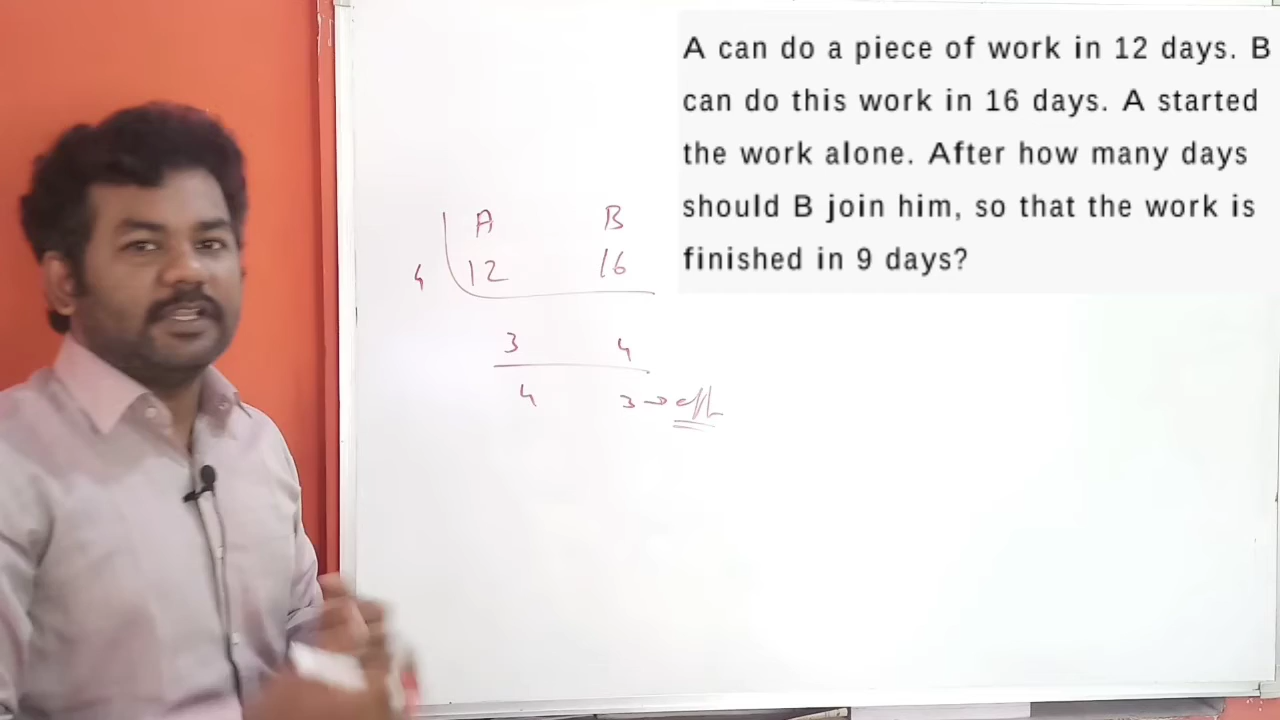 A can do a piece of work in 12 days. B
can do this work in 16 days. A started
the work alone. After how many days
should B join him, so that the work is
finished in 9 days?
A B
4 12 16
3 4
4 3 → eff